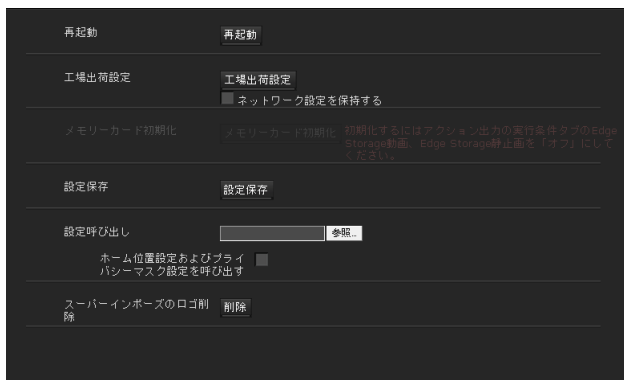 再起動
再起動
工場出荷設定
工場出荷設定
ネットワーク設定を保持する
メモリーカード初期化
メモリーカード初期化
初期化するにはアクション出力の実行条件タブのEdge
Storage動画、Edge Storage静止画を「オフ」にして
ください。
設定保存
設定保存
設定呼び出し
参照...
ホーム位置設定およびプライ
バシーマスク設定を呼び出す
スーパーインポーズのロゴ削
除
削除